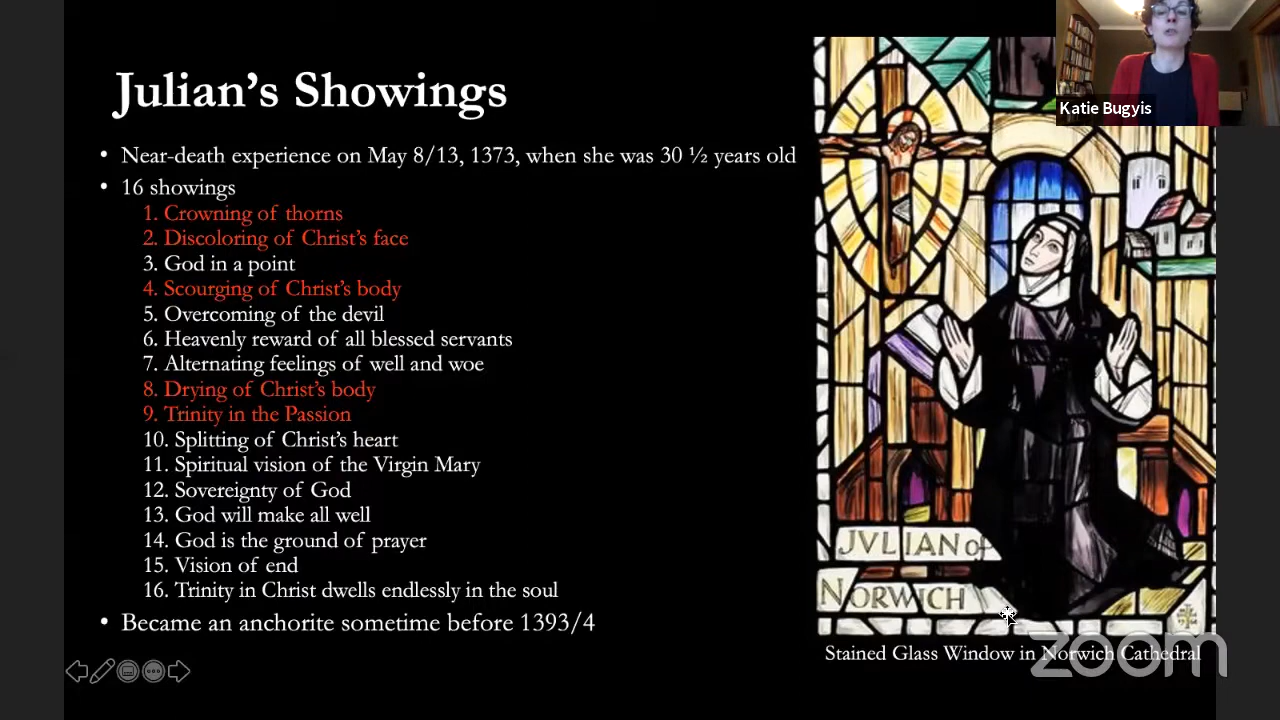 Julian's Showings
• Near-death experience on May 8/13, 1373, when she was 30 ½ years old
• 16 showings
1. Crowning of thorns
2. Discoloring of Christ's face
3. God in a point
4. Scourging of Christ's body
5. Overcoming of the devil
6. Heavenly reward of all blessed servants
7. Alternating feelings of well and woe
8. Drying of Christ's body
9. Trinity in the Passion
10. Splitting of Christ's heart
11. Spiritual vision of the Virgin Mary
12. Sovereignty of God
13. God will make all well
14. God is the ground of prayer
15. Vision of end
16. Trinity in Christ dwells endlessly in the soul
• Became an anchorite sometime before 1393/4
Katie Bugyis
JVLIAN of
NORWICH
Stained Glass Window in Norwich Cathedral
zoom